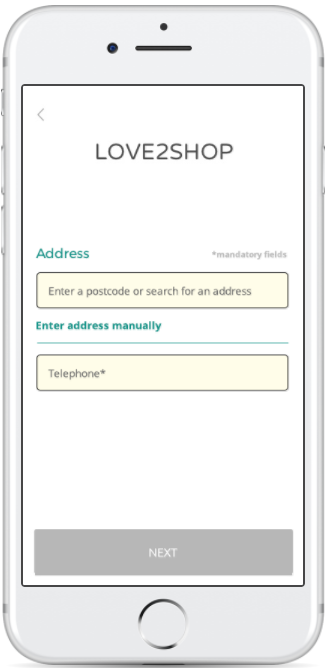 LOVE2SHOP
Address
*mandatory fields
Enter a postcode or search for an address
Enter address manually
Telephone*
NEXT